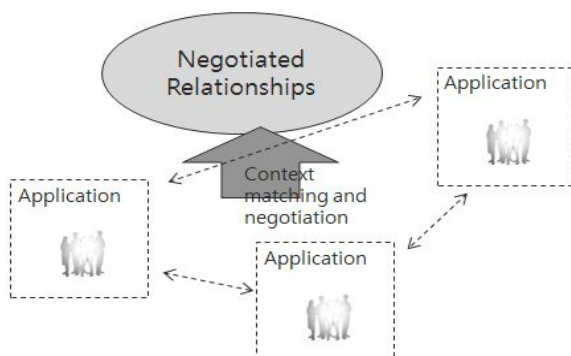 Negotiated
Relationships
Application
Context
matching and
negotiation
Application
Application